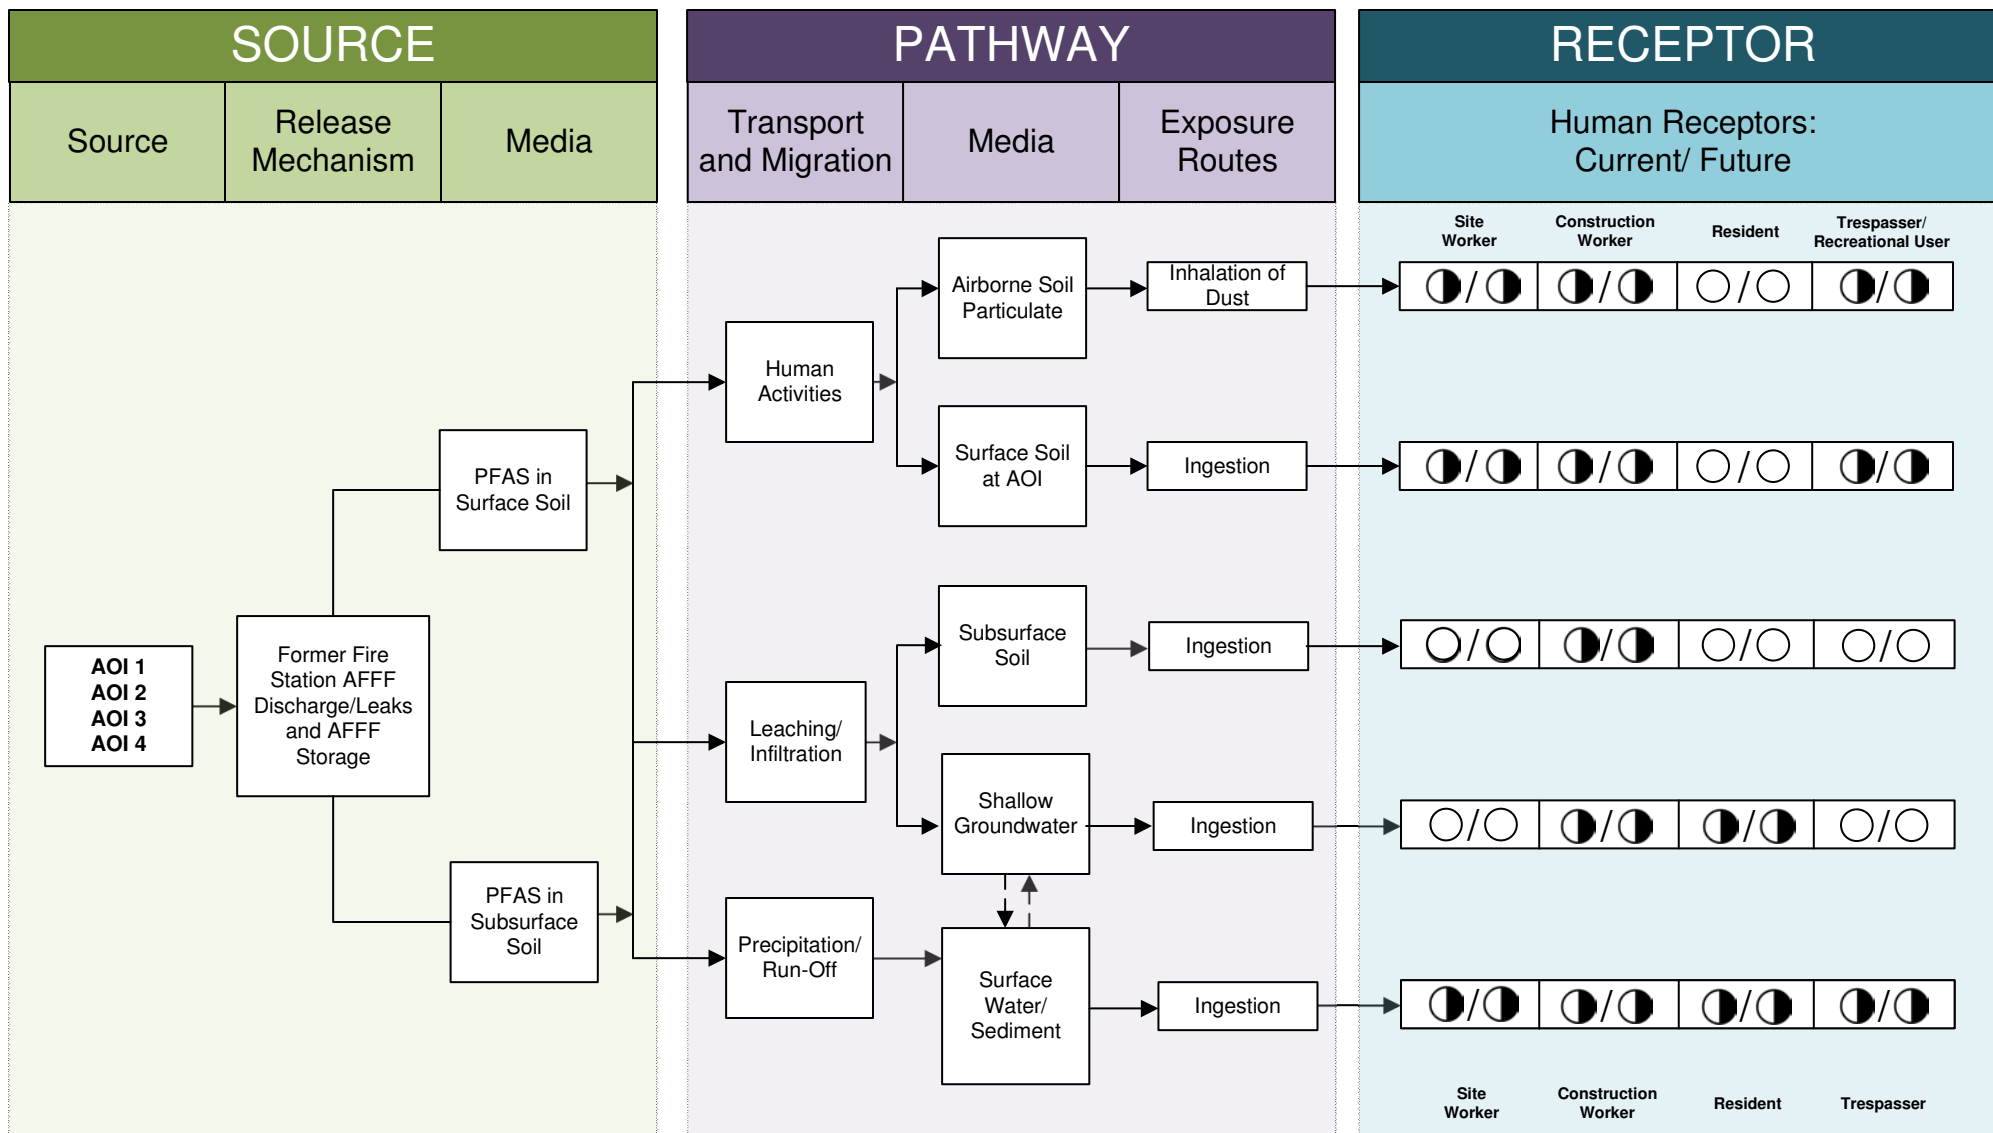 SOURCE
PATHWAY
RECEPTOR
Source
Release
Mechanism
Media
Transport
and Migration
Media
Exposure
Routes
Human Receptors:
Current/ Future
Site
Worker
Construction
Worker
Resident
Trespasser/
Recreational User
Airborne Soil
Particulate
Inhalation of
Dust
/
/
/
/
Human
Activities
Surface Soil
at AOI
Ingestion
/
/
/
/
PFAS in
Surface Soil
AOI 1
AOI 2
AOI 3
AOI 4
Former Fire
Station AFFF
Discharge/Leaks
and AFFF
Storage
Subsurface
Soil
Ingestion
/
/
/
/
Leaching/
Infiltration
Shallow
Groundwater
Ingestion
/
/
/
/
PFAS in
Subsurface
Soil
Precipitation/
Run-Off
Surface
Water/
Sediment
Ingestion
/
/
/
/
Site
Worker
Construction
Worker
Resident
Trespasser